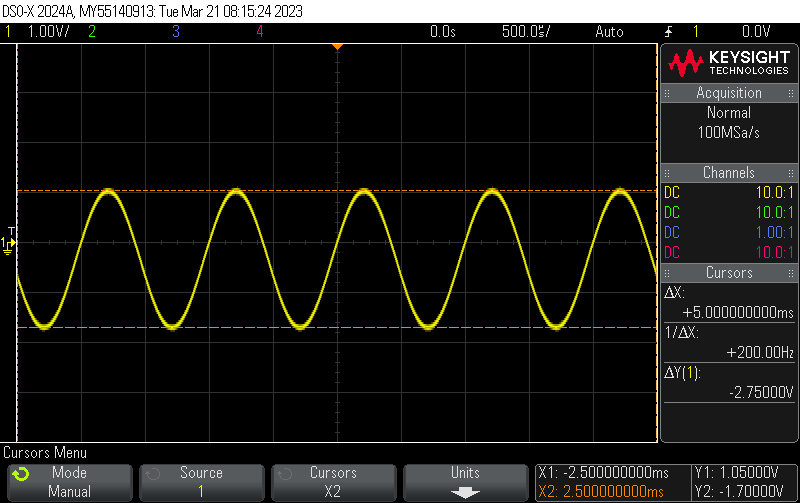 DSO-X 2024A, MY55140913: Tue Mar 21 08:15:24 2023
1 1.00V/ 2 3 4 0.0s 500.0us/ Auto 1 0.0V
KEYSIGHT
TECHNOLOGIES
Acquisition
Normal
100MSa/s
Channels
DC 10.0:1
DC 10.0:1
DC 1.00:1
DC 10.0:1
Cursors
ΔX:
+5.000000000ms
1/ΔX:
+200.00Hz
ΔY(1):
-2.75000V
T
1
Cursors Menu
Mode
Manual
Source
1
Cursors
X2
Units
X1: -2.500000000ms
X2: 2.500000000ms
Y1: 1.05000V
Y2: -1.70000V